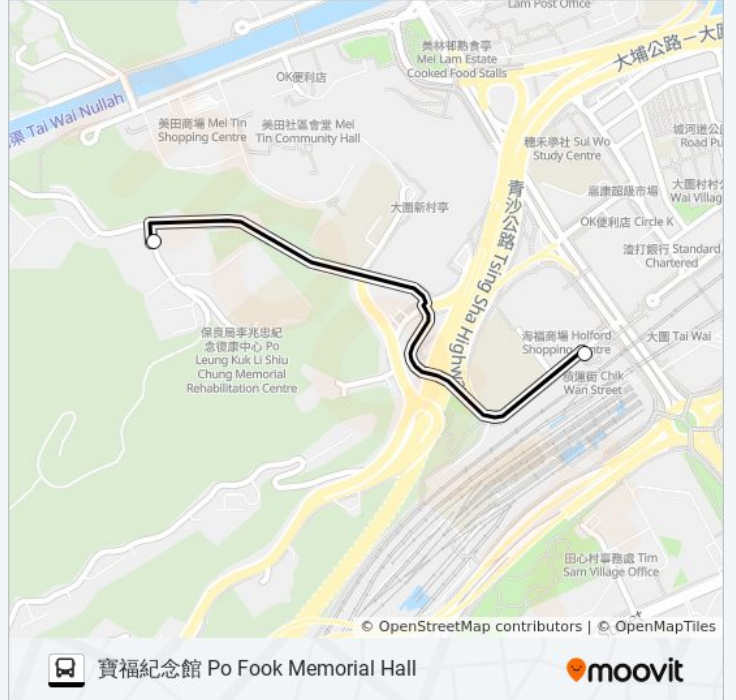 Lam Post Office
美林邨熟食亭
Mei Lam Estate
Cooked Food Stalls
大埔公路－大圍
OK便利店
渠 Tai Wai Nullah
美田商場 Mei Tin
Shopping Centre
美田社區會堂 Mei
Tin Community Hall
穗禾學社 Sul Wo
Study Centre
城河道公
Road Pu
大圍村村公
Wai Villag
惠康超級市場
大圍新村亭
OK便利店 Circle K
青沙公路 Tsing Sha Highw
渣打銀行 Standard
Chartered
保良局李兆忠紀
念復康中心 Po
Leung Kuk Li Shiu
Chung Memorial
Rehabilitation Centre
海福商場 Holford
Shopping Centre
大圍 Tai Wai
積運街 Chik
Wan Street
田心村事務處 Tim
Sam Village Office
© OpenStreetMap contributors | © OpenMapTiles
寶福紀念館 Po Fook Memorial Hall
moovit